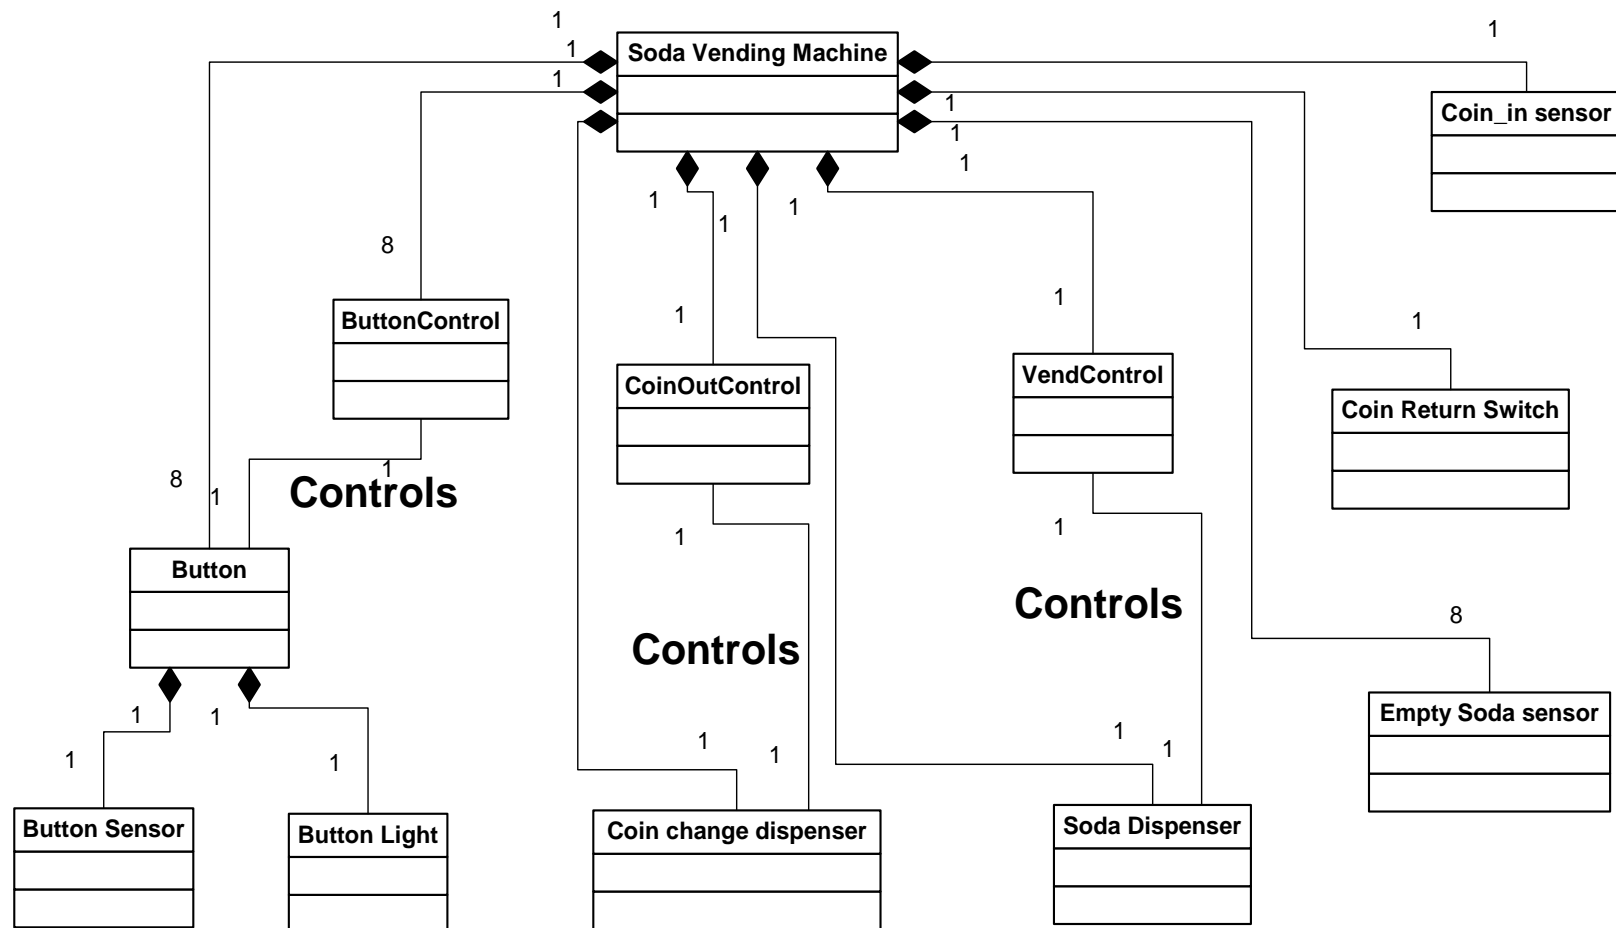 1
1
1
1
Soda Vending Machine
1
1
1
Coin_in sensor
1
1
1
1
8
ButtonControl
1
1
1
CoinOutControl
VendControl
Coin Return Switch
1
8
1
Controls
1
1
Button
Controls
Controls
8
Empty Soda sensor
1
1
1
1
1
1
1
1
Button Sensor
Button Light
Coin change dispenser
Soda Dispenser